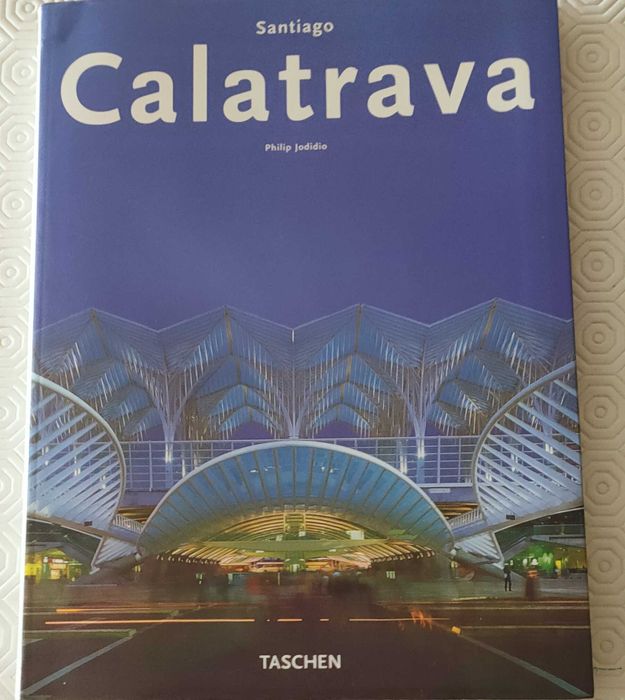 Santiago
Calatrava
Philip Jodidio
TASCHEN